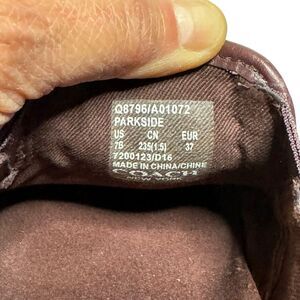 Q8796/A01072
PARKSIDE
US CN EUR
7B 235(1.5) 37
7200123/D16
MADE IN CHINA/CHINE
COACH
NEW YORK